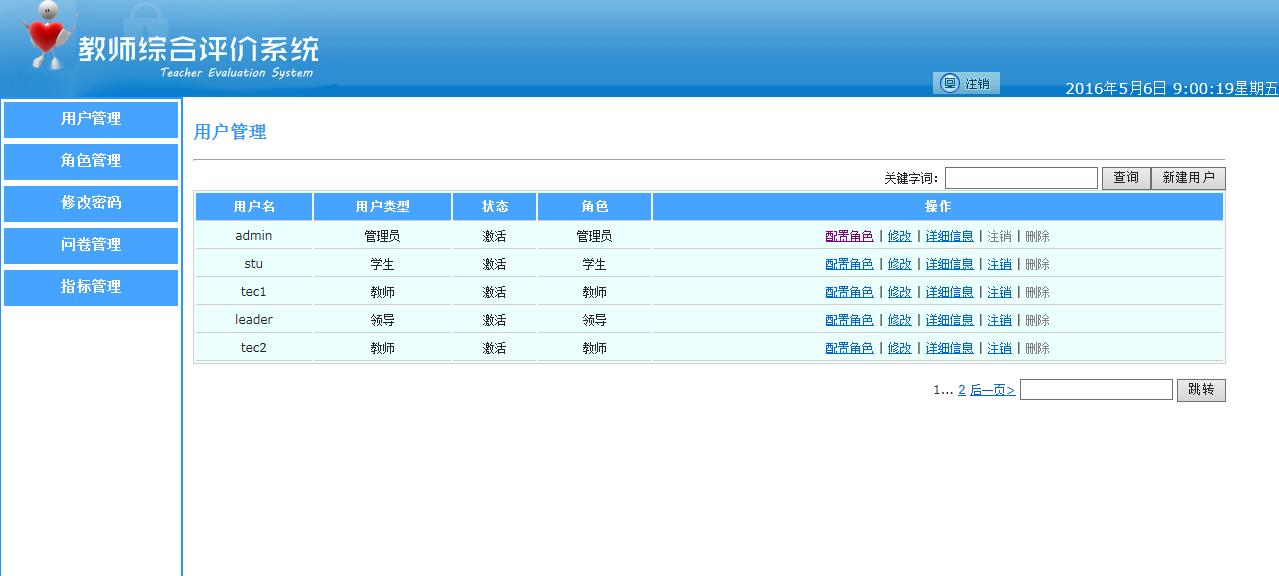 教师综合评价系统
Teacher Evaluation System
注销 2016年5月6日 9:00:19星期五
用户管理
角色管理
修改密码
问卷管理
指标管理
用户管理
关键字词： 查询 新建用户
用户名 用户类型 状态 角色 操作
admin 管理员 激活 管理员 配置角色 | 修改 | 详细信息 | 注销 | 删除
stu 学生 激活 学生 配置角色 | 修改 | 详细信息 | 注销 | 删除
tec1 教师 激活 教师 配置角色 | 修改 | 详细信息 | 注销 | 删除
leader 领导 激活 领导 配置角色 | 修改 | 详细信息 | 注销 | 删除
tec2 教师 激活 教师 配置角色 | 修改 | 详细信息 | 注销 | 删除
1... 2 后一页> 跳转